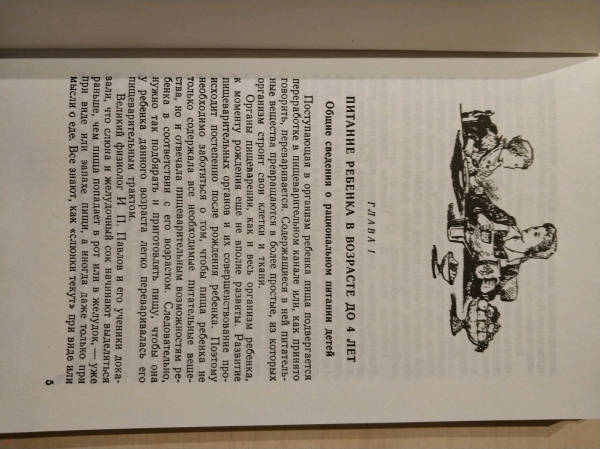 ГЛАВА I
ПИТАНИЕ РЕБЕНКА В ВОЗРАСТЕ ДО 4 ЛЕТ
Общие сведения о рациональном питании детей
Поступающая в организм ребенка пища подвергается
переработке в пищеварительном канале или, как принято
говорить, переваривается. Содержащиеся в ней питатель-
ные вещества превращаются в более простые, из которых
организм строит свои клетки и ткани.
Органы пищеварения, как и весь организм ребенка,
к моменту рождения еще не вполне развиты. Развитие
пищеварительных органов и их совершенствование про-
исходит постепенно после рождения ребенка. Поэтому
необходимо заботиться о том, чтобы пища ребенка не
только содержала все необходимые питательные веще-
ства, но и отвечала пищеварительным возможностям ре-
бенка в соответствии с его возрастом. Следовательно,
нужно так подбирать и приготовлять пищу, чтобы она
у ребенка данного возраста легко переваривалась его
пищеварительным трактом.
Великий физиолог И. П. Павлов и его ученики дока-
зали, что слюна и желудочный сок начинают выделяться
раньше, чем пища попадает в рот или в желудок, — уже
при виде или запахе пищи, а иногда даже только при
мысли о еде. Все знают, как «слюнки текут» при виде или
5